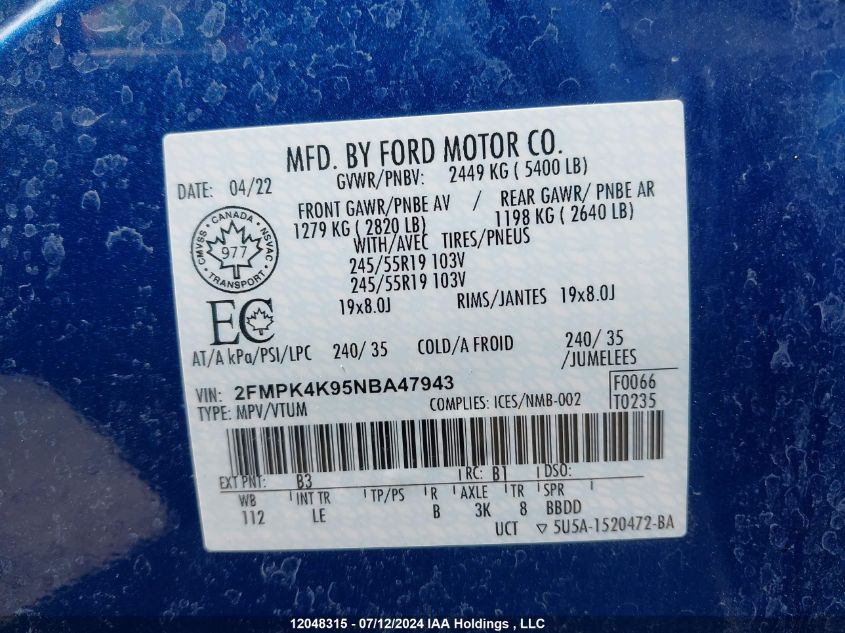 MFD. BY FORD MOTOR CO.
DATE: 04/22
GVWR/PNBV: 2449 KG ( 5400 LB)
FRONT GAWR/PNBE AV / REAR GAWR/ PNBE AR
1279 KG ( 2820 LB) 1198 KG ( 2640 LB)
WITH/AVEC TIRES/PNEUS
245/55R19 103V
245/55R19 103V
19x8.0J RIMS/JANTES 19x8.0J
CMVSS • CANADA • NSVAC • TRANSPORT •
977
EC
AT/A kPa/PSI/LPC 240/ 35 COLD/A FROID 240/ 35
/JUMELEES
VIN: 2FMPK4K95NBA47943 F0066
TYPE: MPV/VTUM COMPLIES: ICES/NMB-002 T0235
EXT PNT: B3 RC: B1 DSO:
WB INT TR TP/PS R AXLE TR SPR
112 LE B 3K 8 BBDD
UCT ▽ 5U5A-1520472-BA
12048315 - 07/12/2024 IAA Holdings , LLC